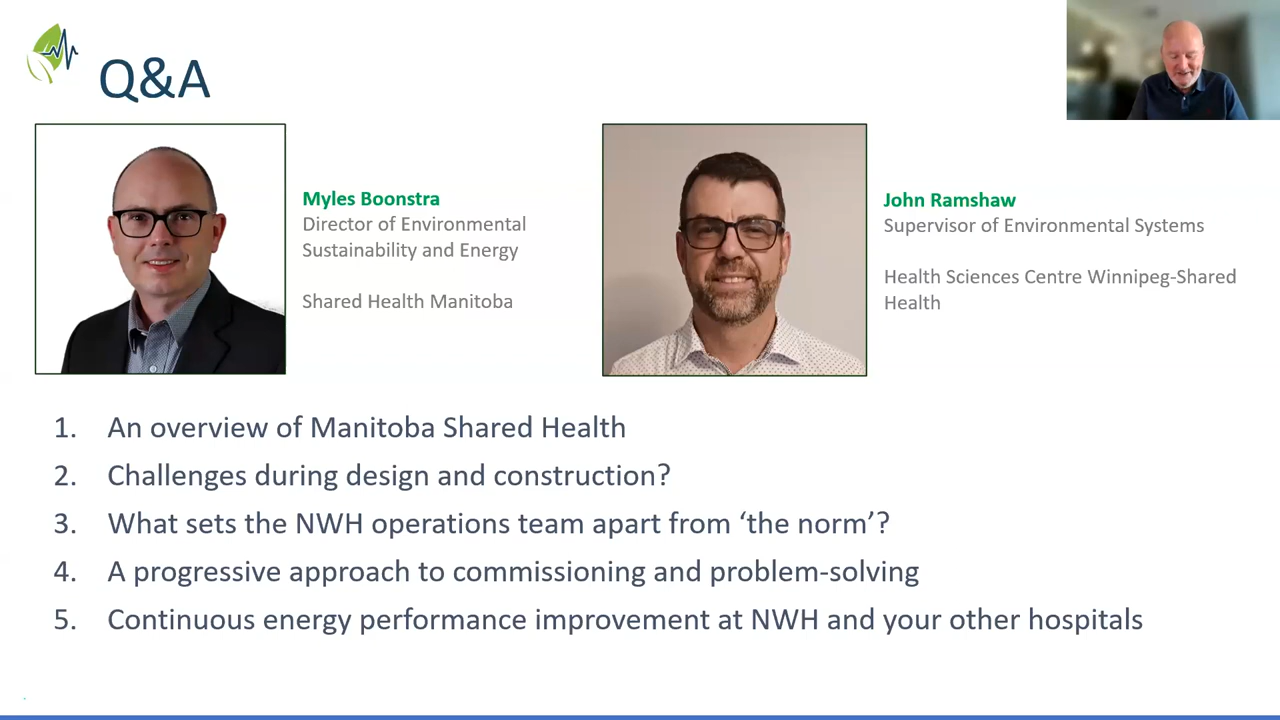 Q&A
Myles Boonstra
Director of Environmental
Sustainability and Energy
Shared Health Manitoba
John Ramshaw
Supervisor of Environmental Systems
Health Sciences Centre Winnipeg-Shared
Health
1. An overview of Manitoba Shared Health
2. Challenges during design and construction?
3. What sets the NWH operations team apart from ‘the norm’?
4. A progressive approach to commissioning and problem-solving
5. Continuous energy performance improvement at NWH and your other hospitals